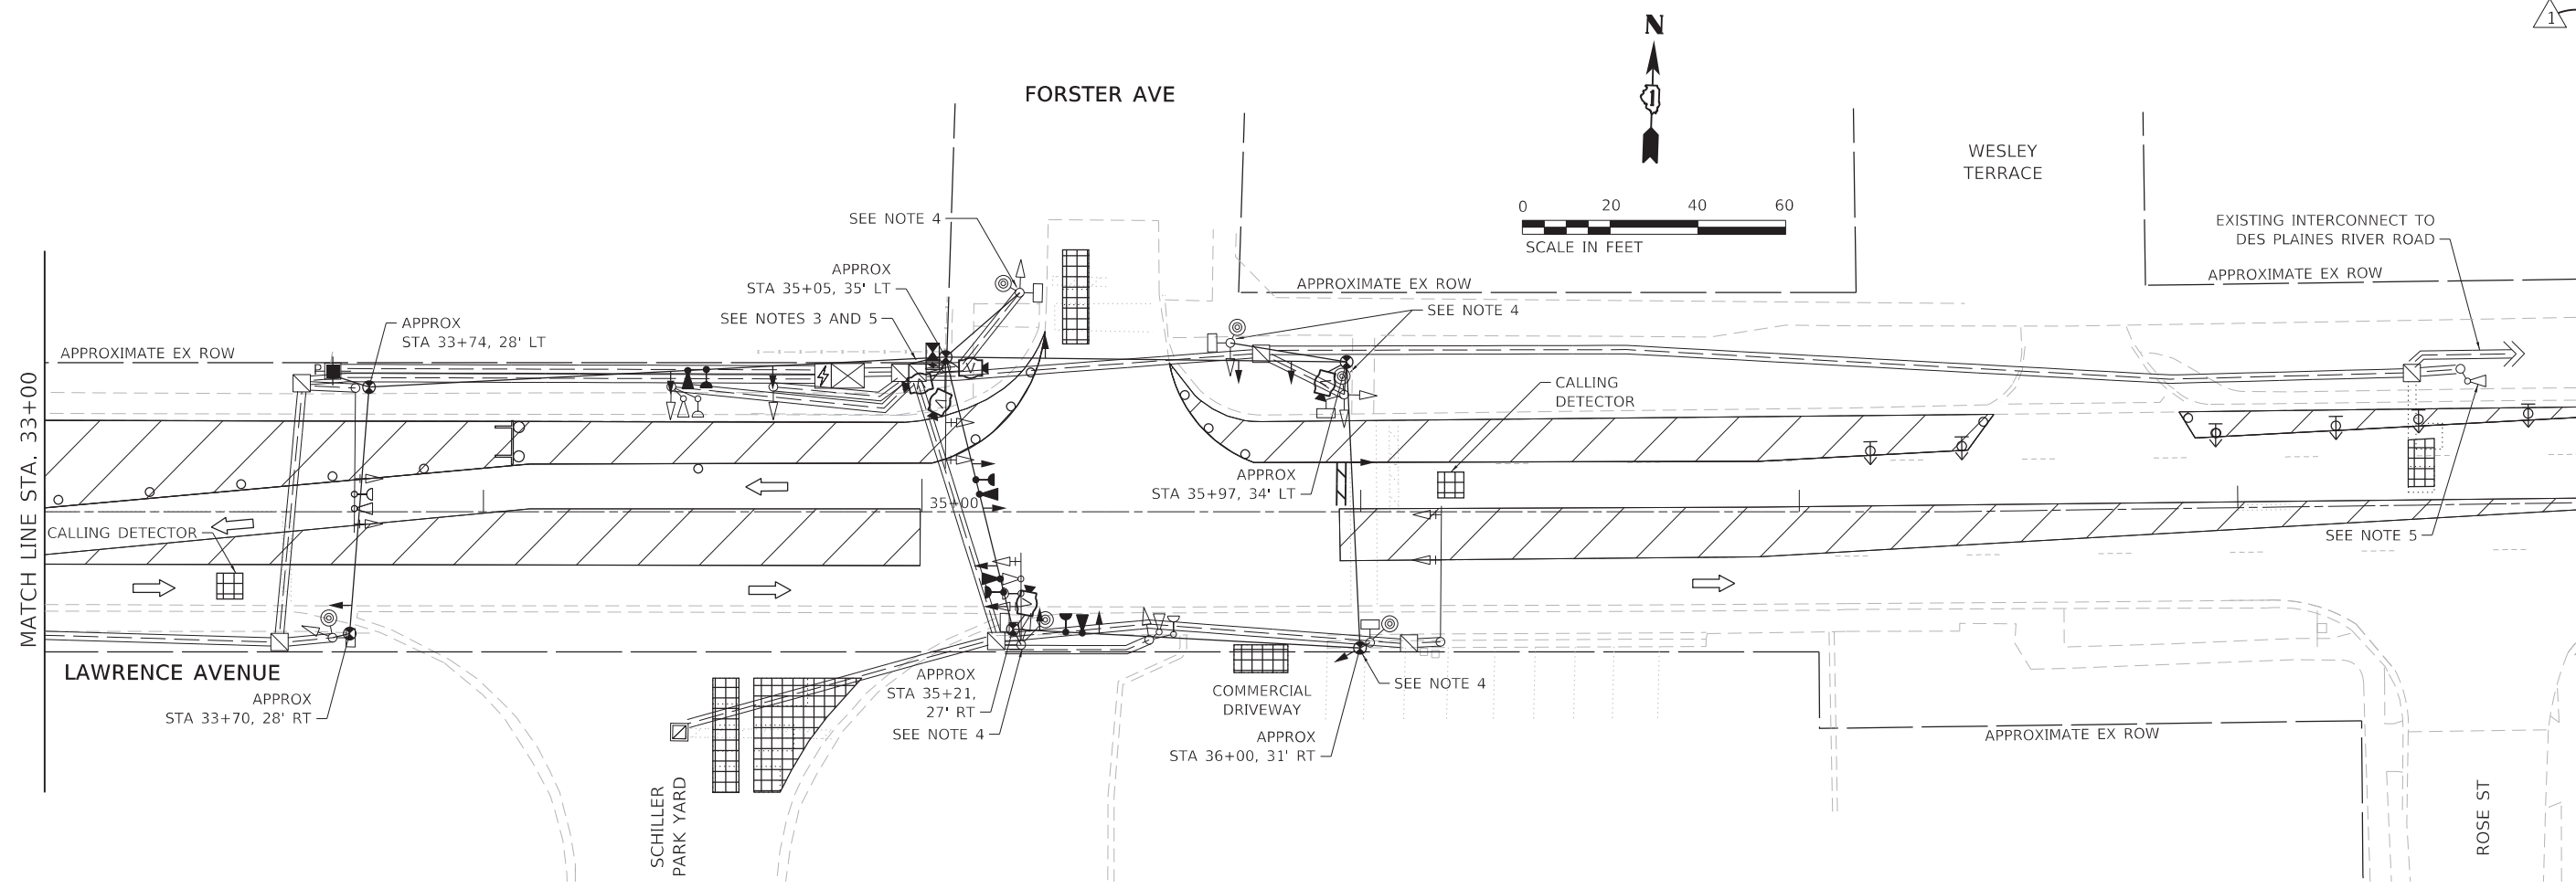 1
N
FORSTER AVE
WESLEY
TERRACE
0 20 40 60
SCALE IN FEET
SEE NOTE 4
EXISTING INTERCONNECT TO
DES PLAINES RIVER ROAD
APPROX
STA 35+05, 35' LT
SEE NOTES 3 AND 5
APPROXIMATE EX ROW
APPROXIMATE EX ROW
SEE NOTE 4
APPROX
STA 33+74, 28' LT
APPROXIMATE EX ROW
MATCH LINE STA. 33+00
CALLING
DETECTOR
APPROX
STA 35+97, 34' LT
35+00
CALLING DETECTOR
SEE NOTE 5
LAWRENCE AVENUE
APPROX
STA 33+70, 28' RT
APPROX
STA 35+21,
27' RT
SEE NOTE 4
COMMERCIAL
DRIVEWAY
SEE NOTE 4
APPROX
STA 36+00, 31' RT
APPROXIMATE EX ROW
SCHILLER
PARK YARD
ROSE ST